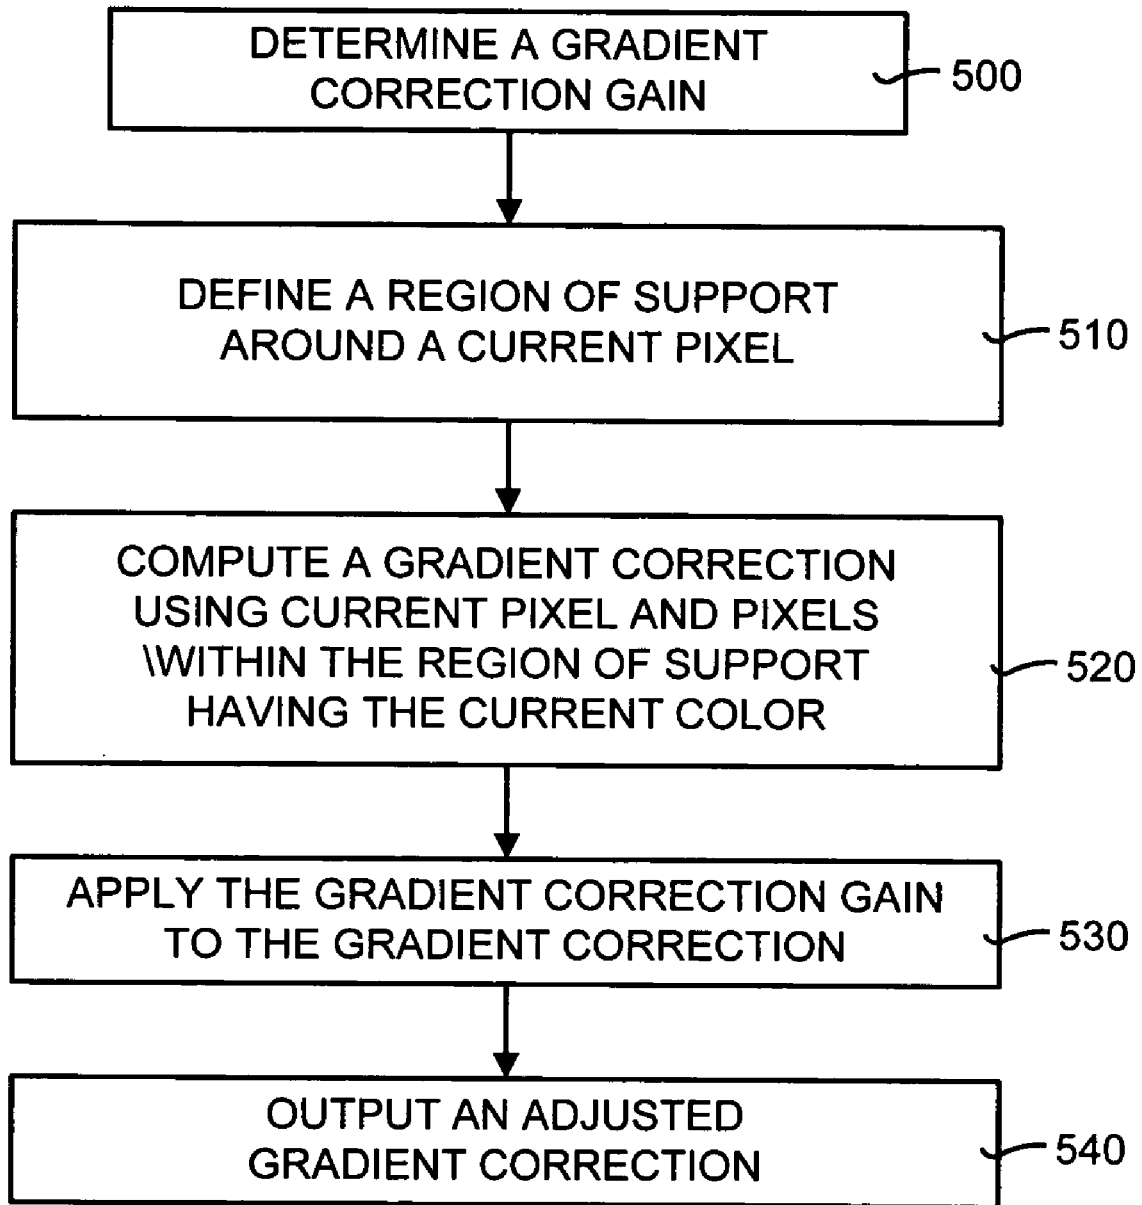 DETERMINE A GRADIENT
CORRECTION GAIN
500
DEFINE A REGION OF SUPPORT
AROUND A CURRENT PIXEL
510
COMPUTE A GRADIENT CORRECTION
USING CURRENT PIXEL AND PIXELS
\WITHIN THE REGION OF SUPPORT
HAVING THE CURRENT COLOR
520
APPLY THE GRADIENT CORRECTION GAIN
TO THE GRADIENT CORRECTION
530
OUTPUT AN ADJUSTED
GRADIENT CORRECTION
540